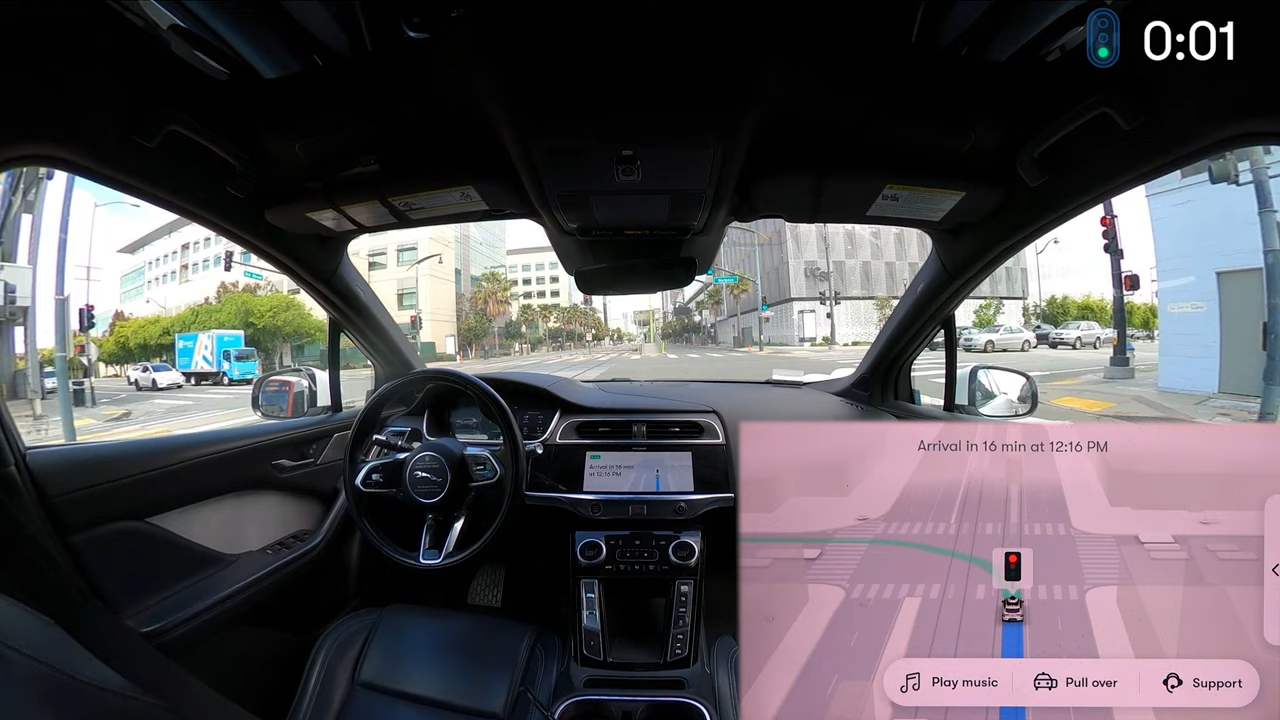 0:01
Arrival in 16 min
at 12:16 PM
Arrival in 16 min at 12:16 PM
Play music
Pull over
Support